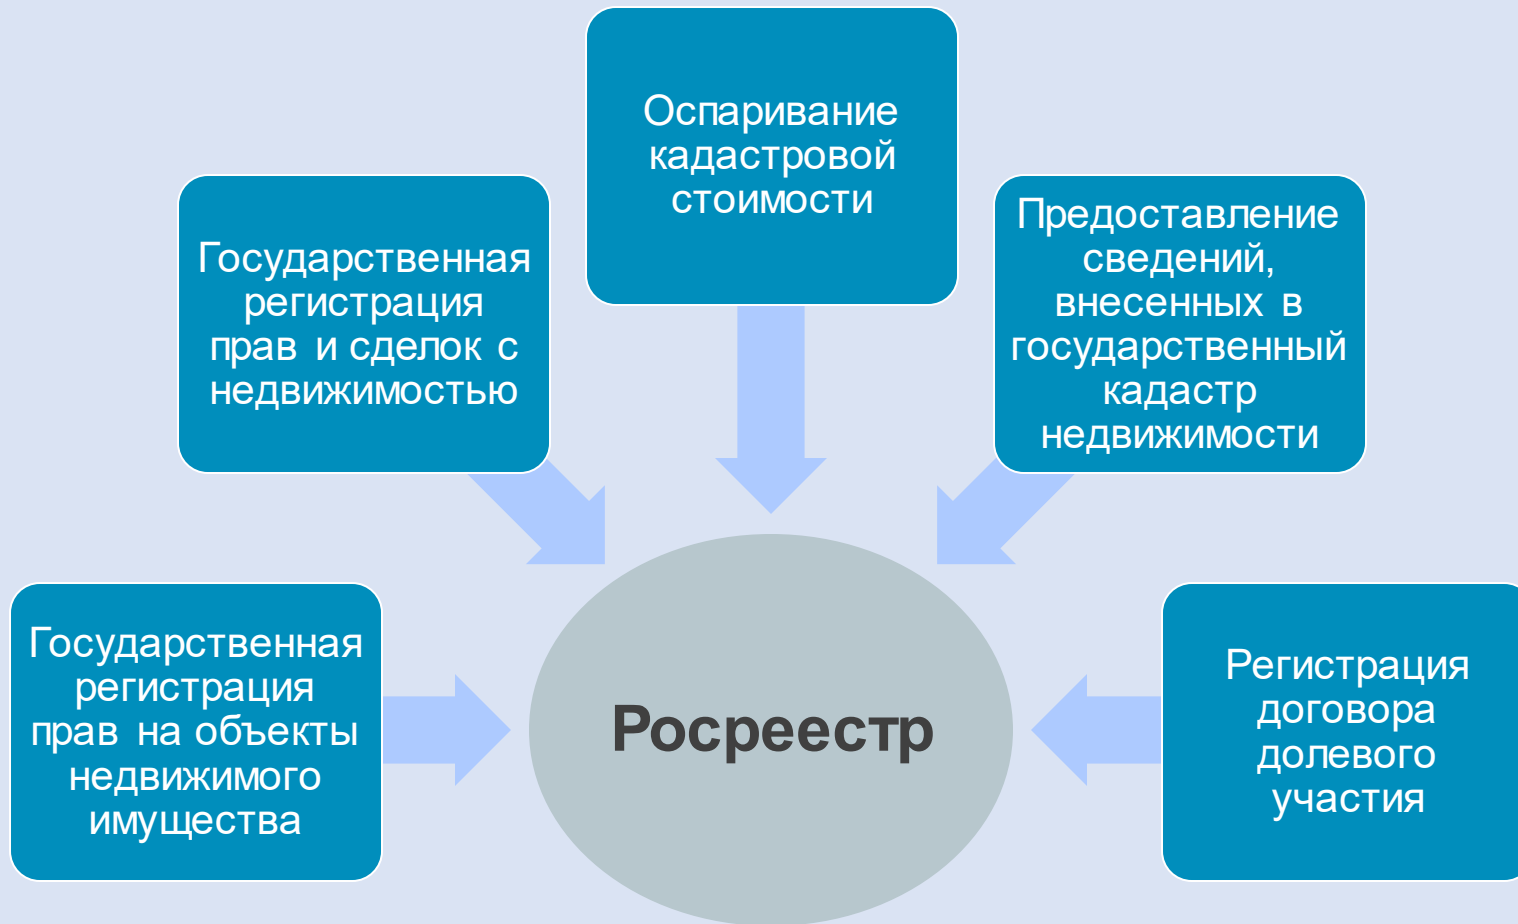 Оспаривание
кадастровой
стоимости
Государственная
регистрация
прав и сделок с
недвижимостью
Предоставление
сведений,
внесенных в
государственный
кадастр
недвижимости
Государственная
регистрация
прав на объекты
недвижимого
имущества
Росреестр
Регистрация
договора
долевого
участия